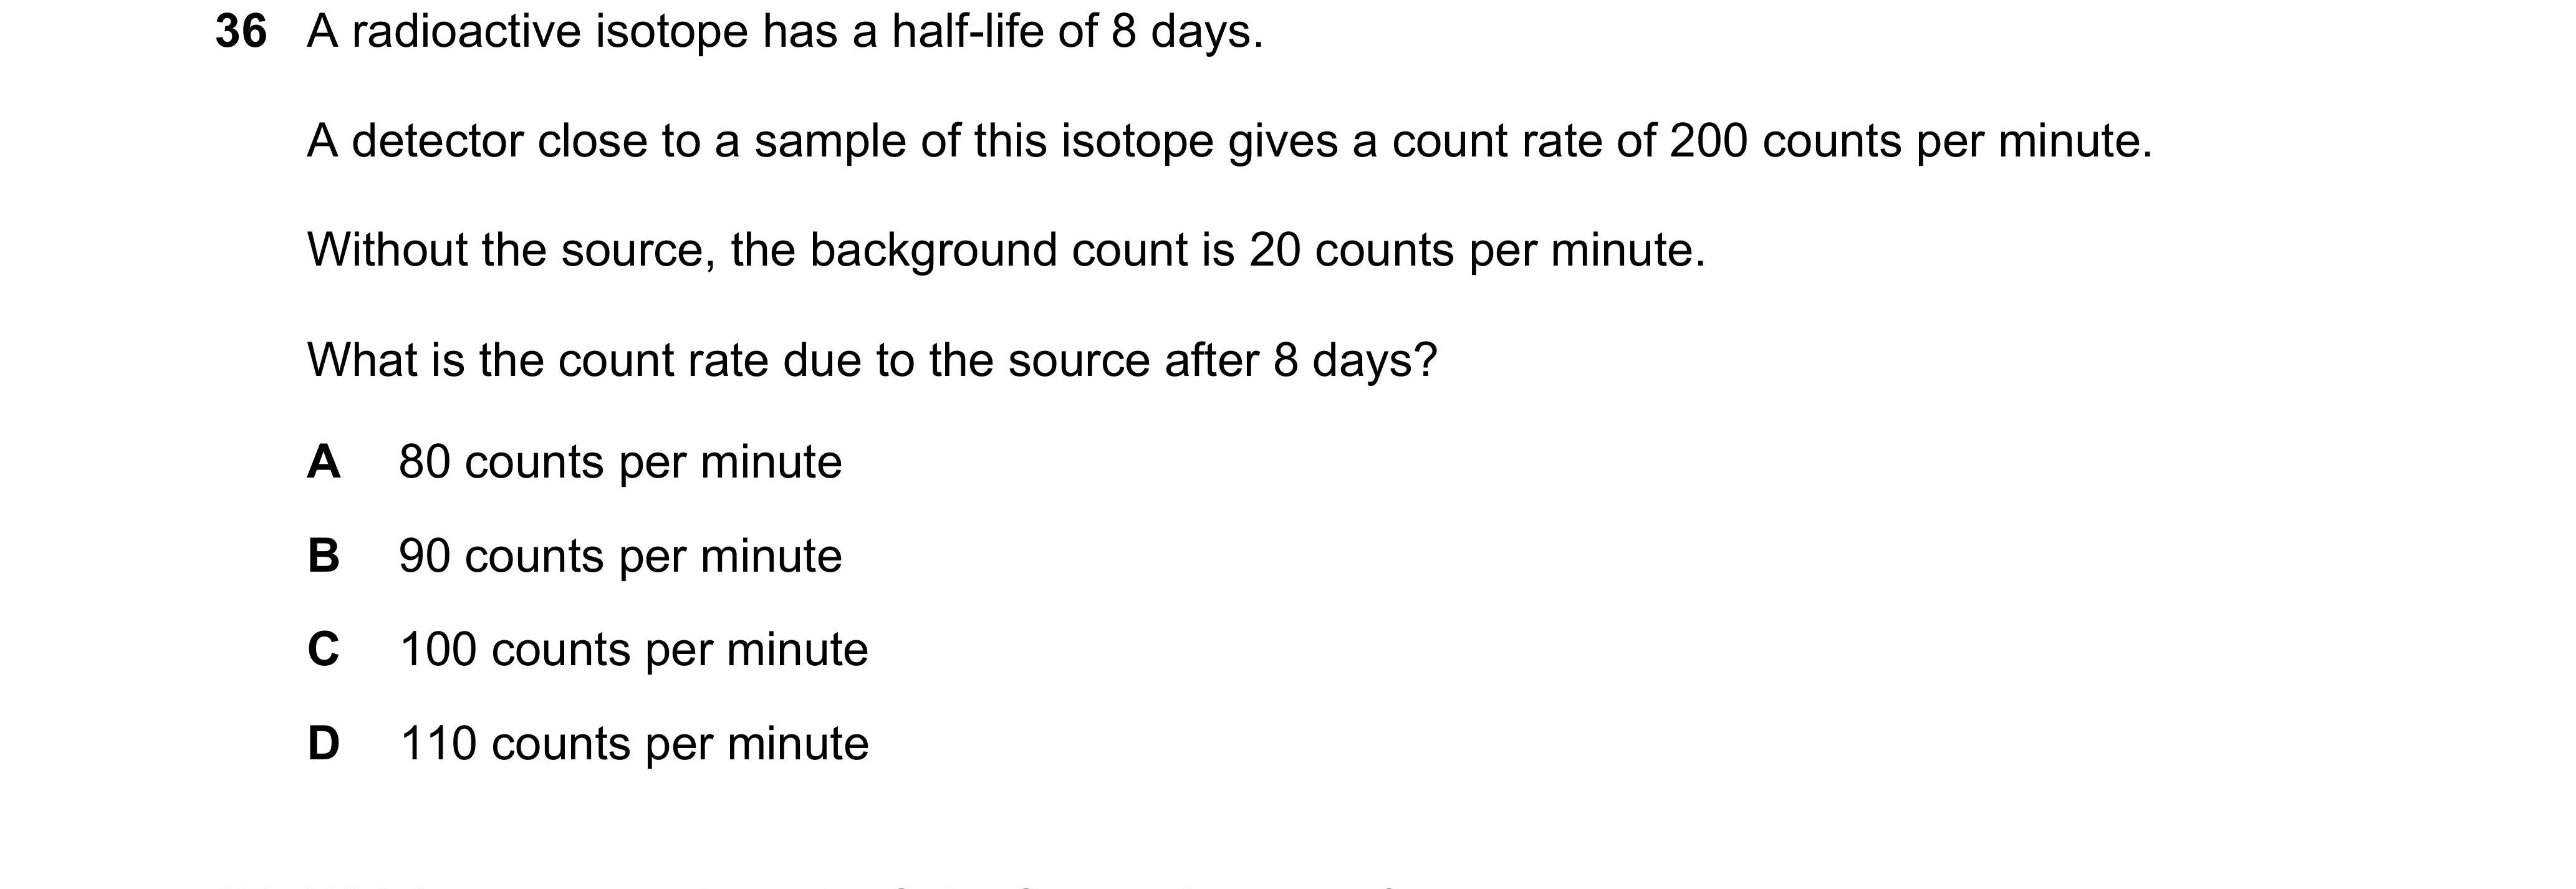 36 A radioactive isotope has a half-life of 8 days.
A detector close to a sample of this isotope gives a count rate of 200 counts per minute.
Without the source, the background count is 20 counts per minute.
What is the count rate due to the source after 8 days?
A 80 counts per minute
B 90 counts per minute
C 100 counts per minute
D 110 counts per minute